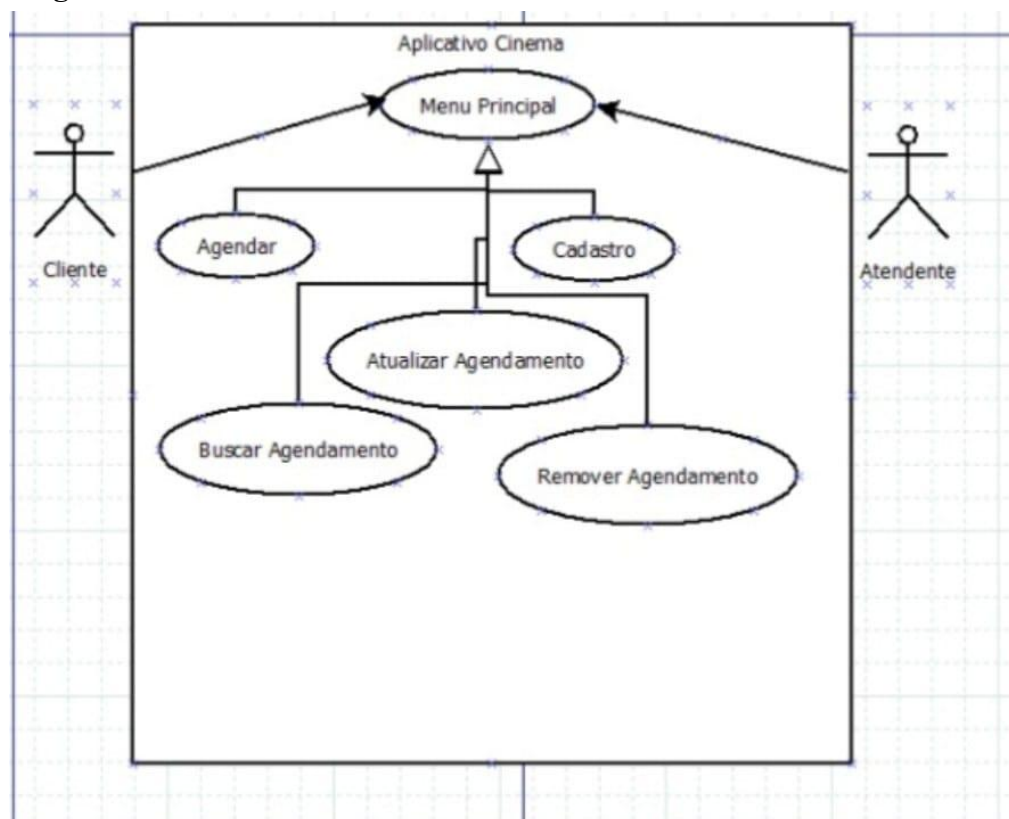 Aplicativo Cinema
Menu Principal
Agendar
Cadastro
Cliente
Atendente
Atualizar Agendamento
Buscar Agendamento
Remover Agendamento